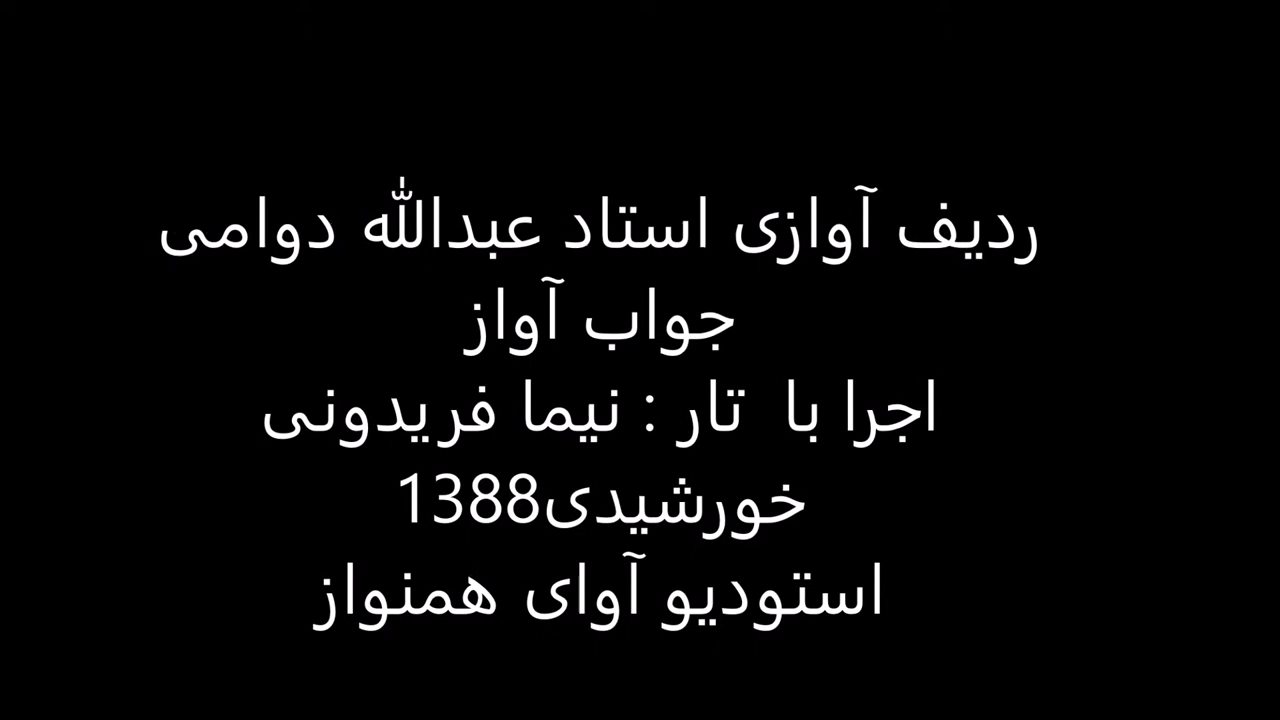 ردیف آوازی استاد عبدالله دوامی
جواب آواز
اجرا با تار : نیما فریدونی
خورشیدی1388
استودیو آوای همنواز